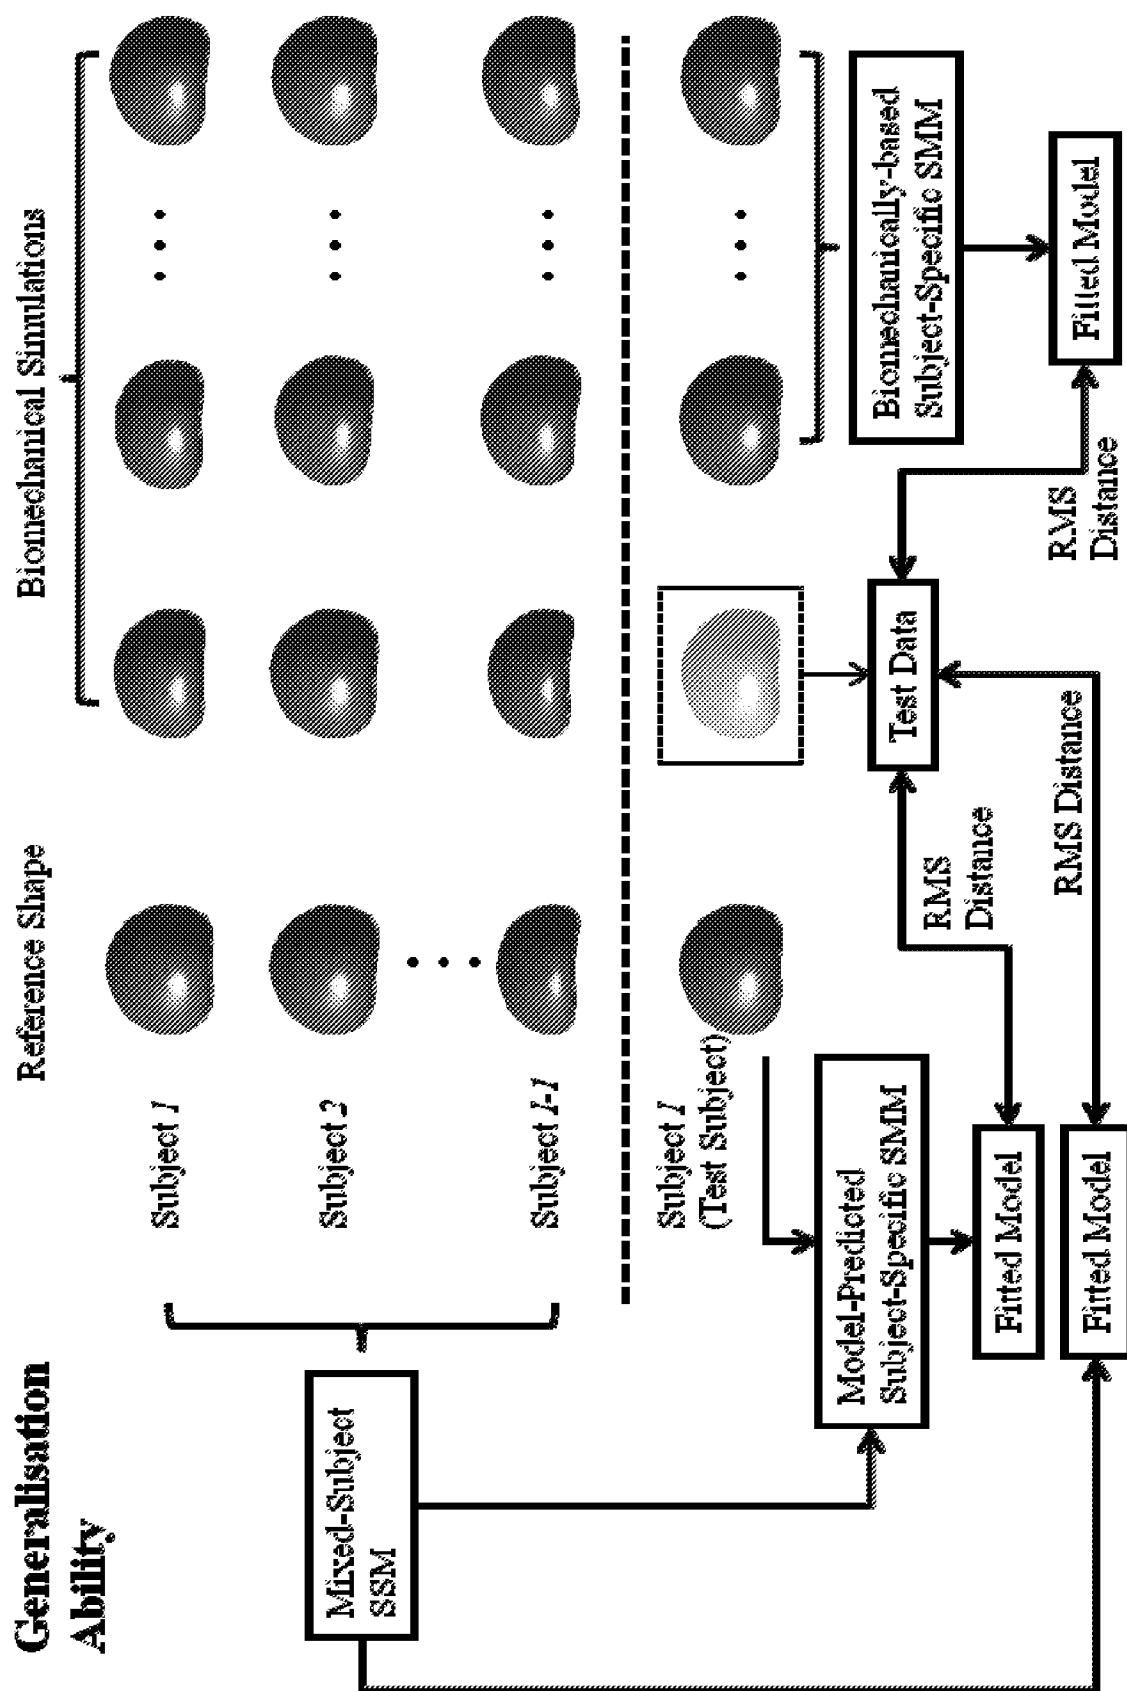 Generalisation
Ability
Reference Shape
Biomechanical Simulations
Subject 1
Subject 2
Subject I-1
Subject I
(Test Subject)
Mixed-Subject
SSM
Model-Predicted
Subject-Specific SMM
Biomechanically-based
Subject-Specific SMM
Test Data
RMS
Distance
RMS
Distance
RMS Distance
Fitted Model
Fitted Model
Fitted Model